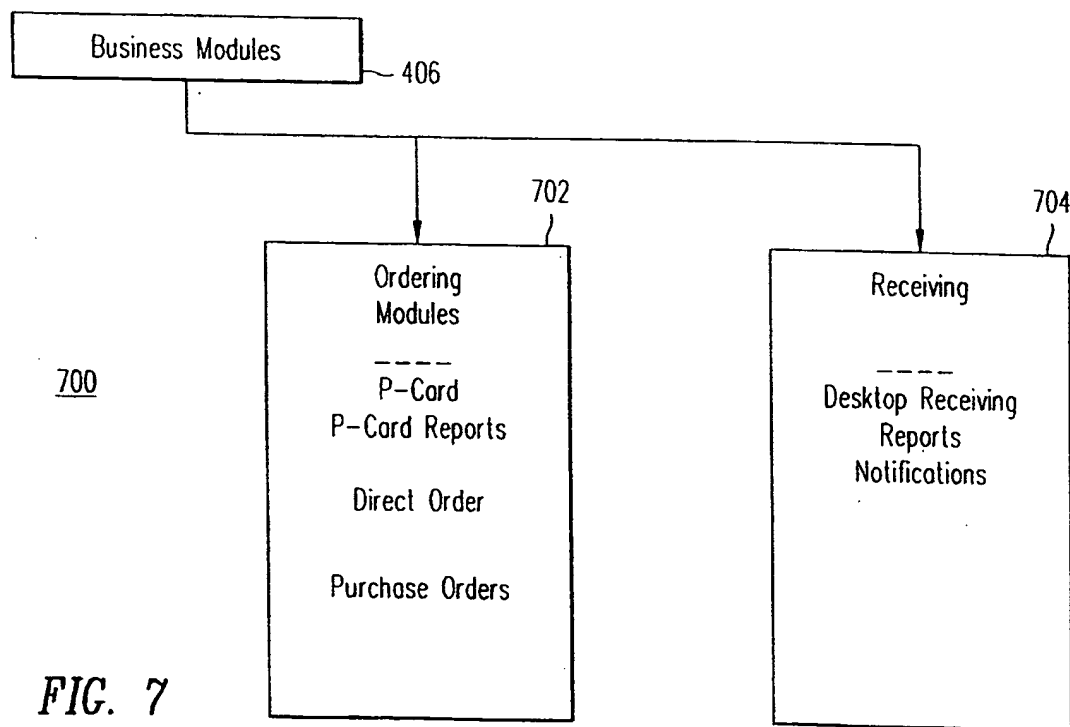 Business Modules
406
702
704
Ordering
Modules
----
P-Card
P-Card Reports
Direct Order
Purchase Orders
Receiving
----
Desktop Receiving
Reports
Notifications
700
FIG. 7